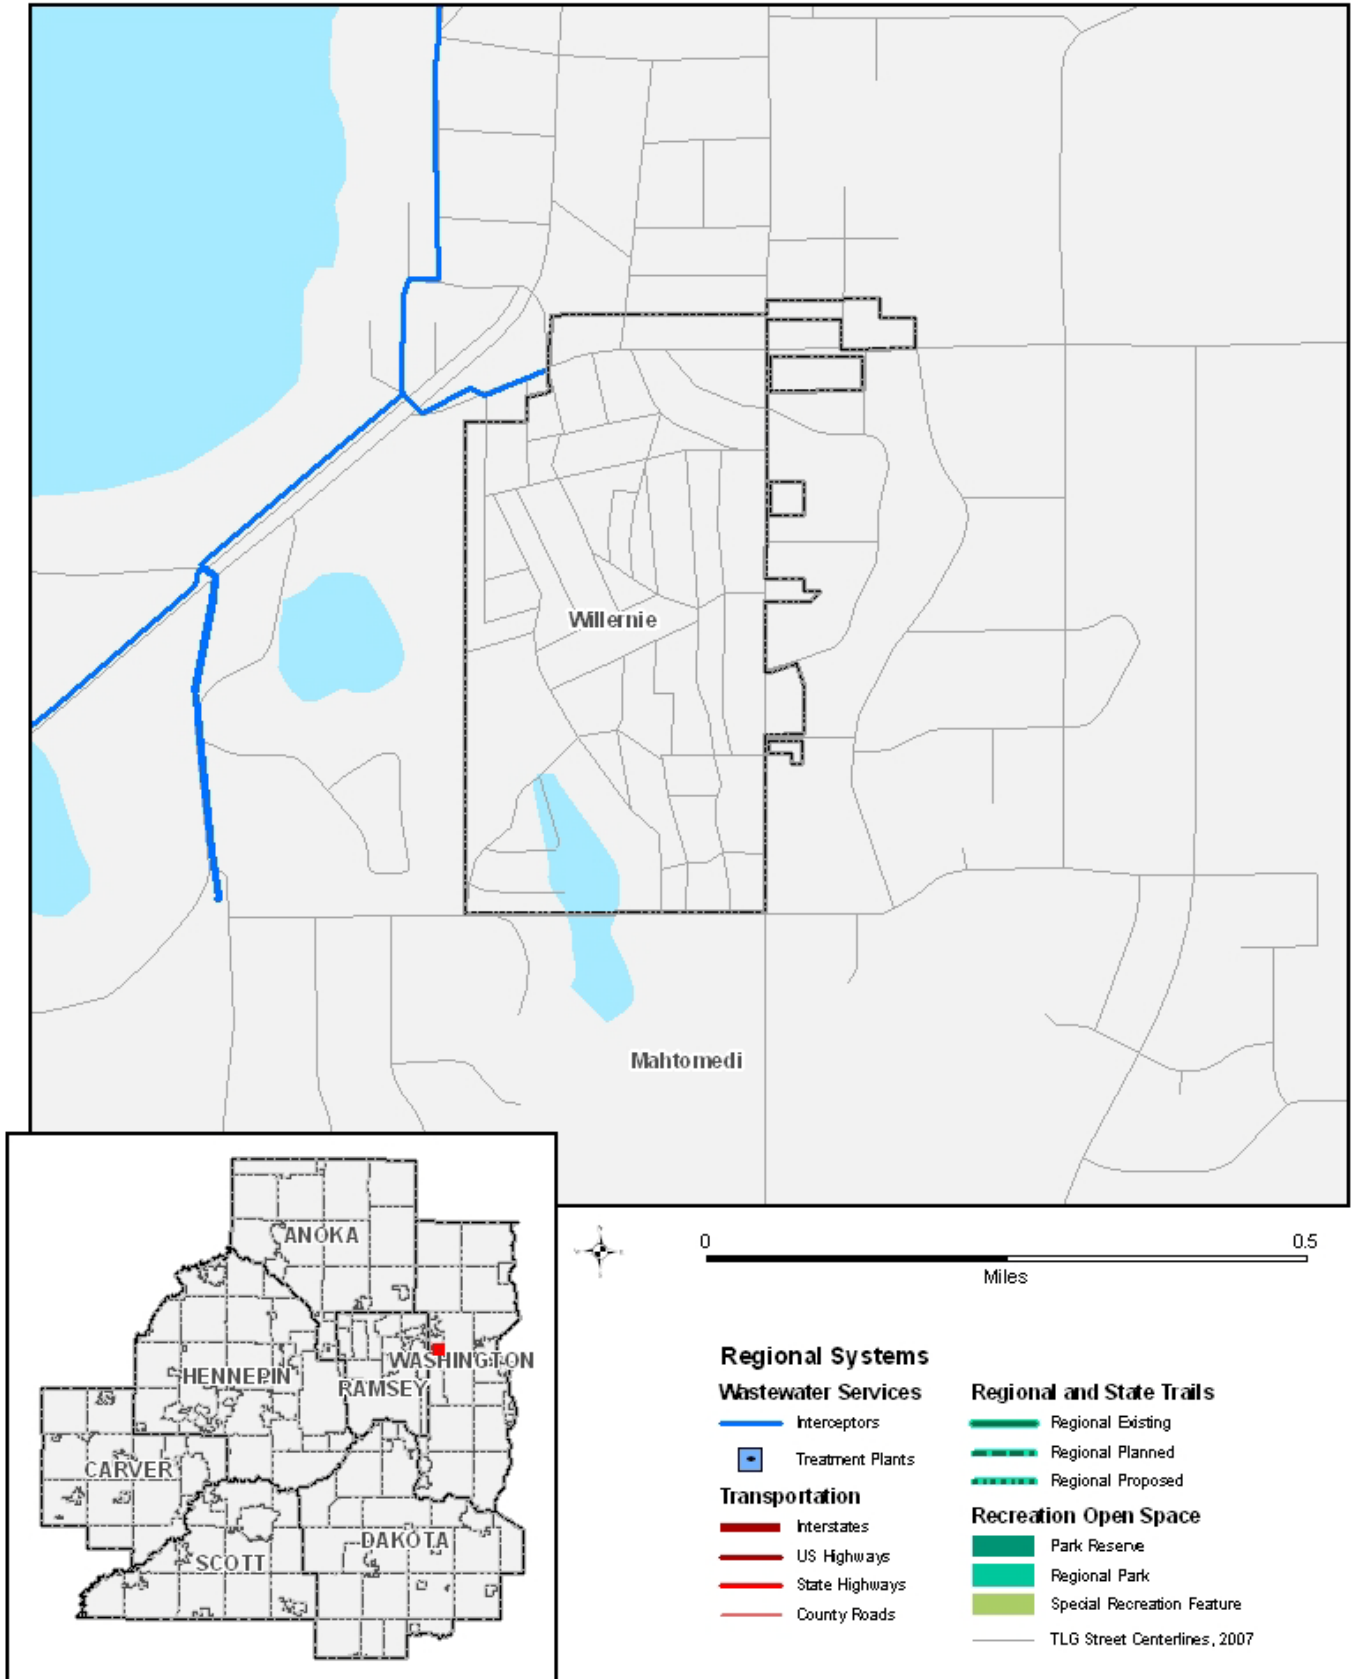 Willernie
Mahtomedi
ANOKA
WASHINGTON
HENNEPIN
RAMSEY
CARVER
DAKOTA
SCOTT
0 0.5
Miles
Regional Systems
Wastewater Services
Interceptors
Treatment Plants
Transportation
Interstates
US Highways
State Highways
County Roads
Regional and State Trails
Regional Existing
Regional Planned
Regional Proposed
Recreation Open Space
Park Reserve
Regional Park
Special Recreation Feature
TLG Street Centerlines, 2007